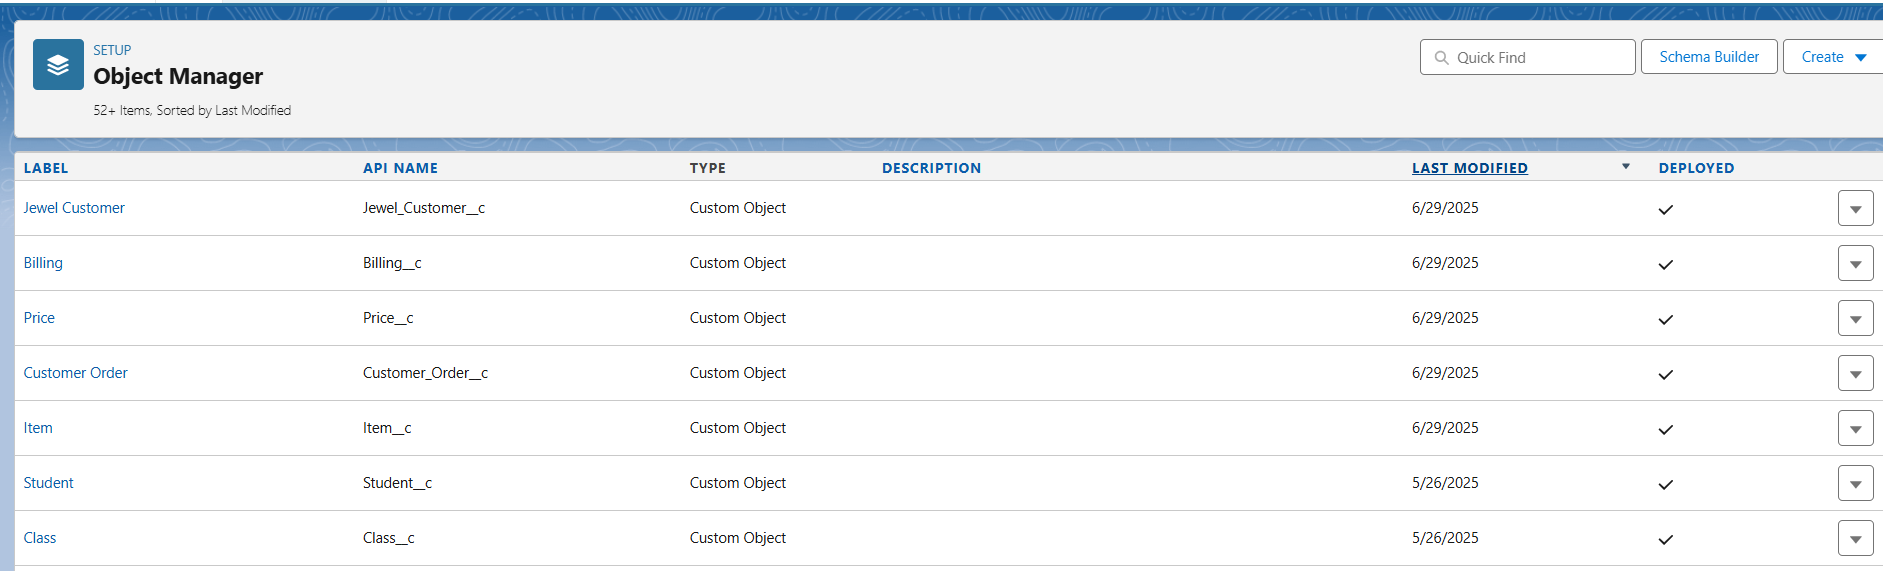 SETUP
Object Manager
52+ Items, Sorted by Last Modified
Quick Find
Schema Builder
Create
LABEL API NAME TYPE DESCRIPTION LAST MODIFIED DEPLOYED
Jewel Customer Jewel_Customer__c Custom Object 6/29/2025
Billing Billing__c Custom Object 6/29/2025
Price Price__c Custom Object 6/29/2025
Customer Order Customer_Order__c Custom Object 6/29/2025
Item Item__c Custom Object 6/29/2025
Student Student__c Custom Object 5/26/2025
Class Class__c Custom Object 5/26/2025